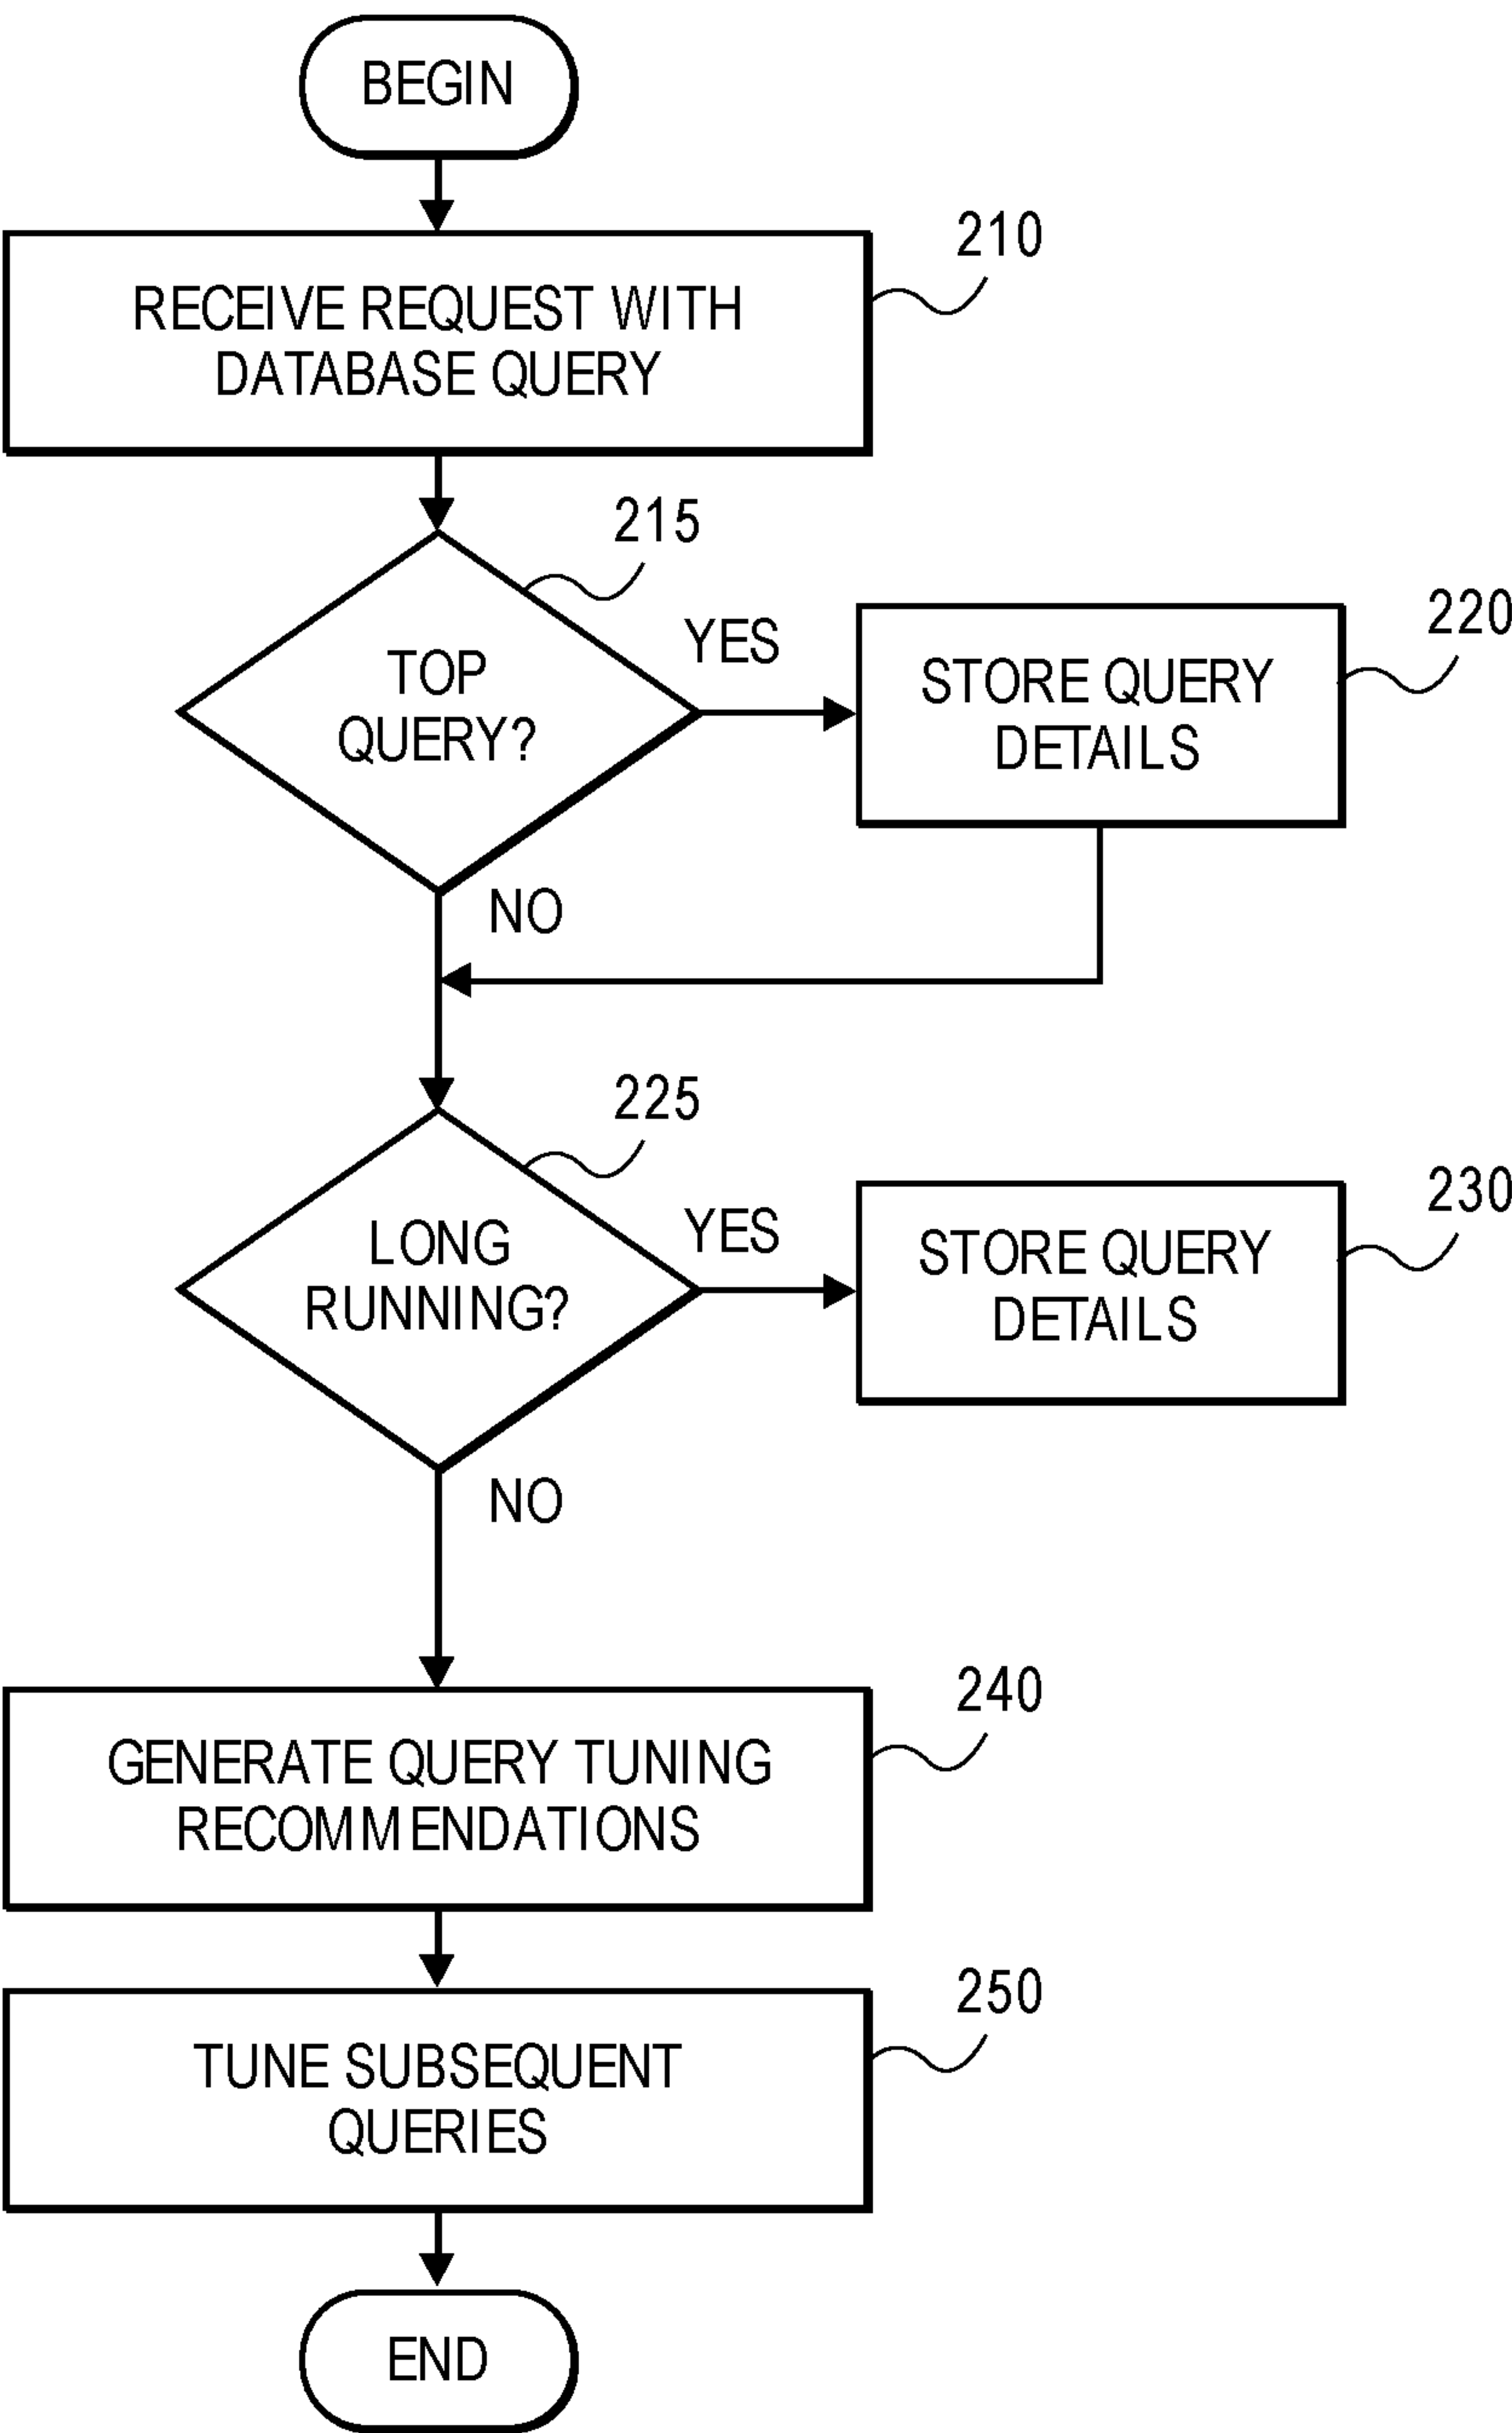 BEGIN
210
RECEIVE REQUEST WITH
DATABASE QUERY
215
TOP
QUERY?
YES
220
STORE QUERY
DETAILS
NO
225
LONG
RUNNING?
YES
230
STORE QUERY
DETAILS
NO
240
GENERATE QUERY TUNING
RECOMMENDATIONS
250
TUNE SUBSEQUENT
QUERIES
END